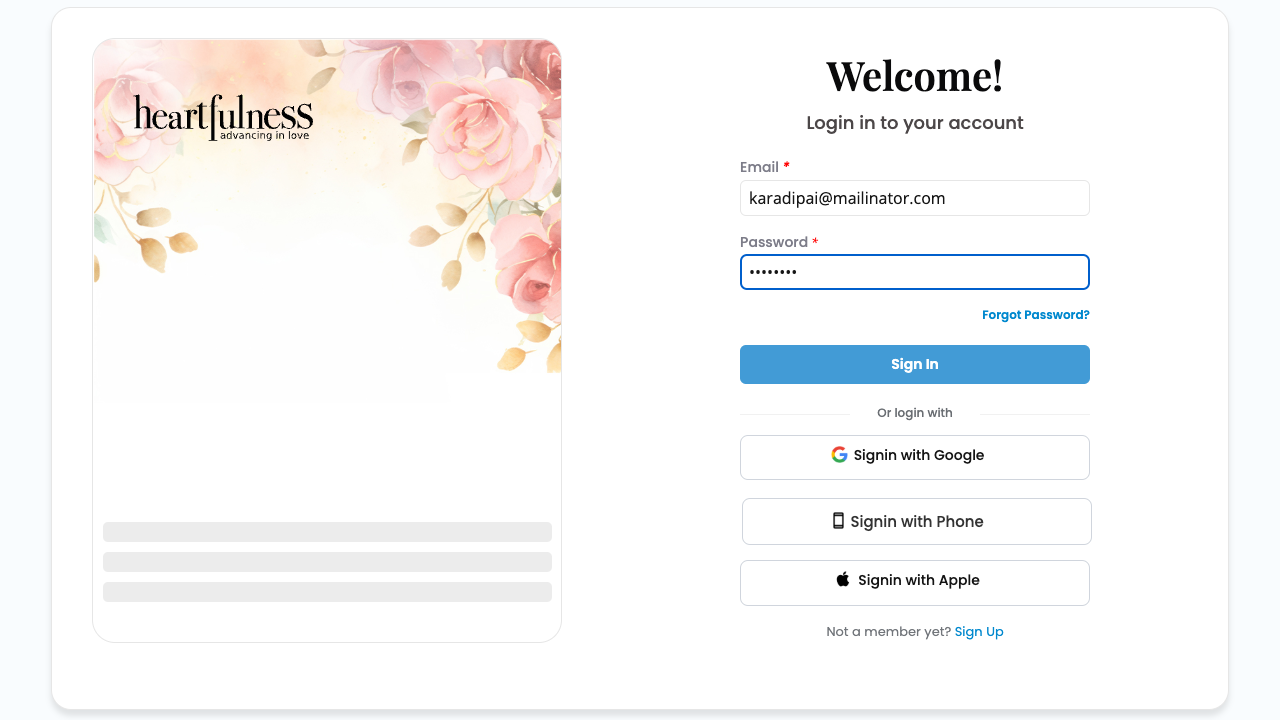 heartfulness
advancing in love
Welcome!
Login in to your account
Email *
karadipai@mailinator.com
Password *
••••••••
Forgot Password?
Sign In
Or login with
Signin with Google
Signin with Phone
Signin with Apple
Not a member yet? Sign Up